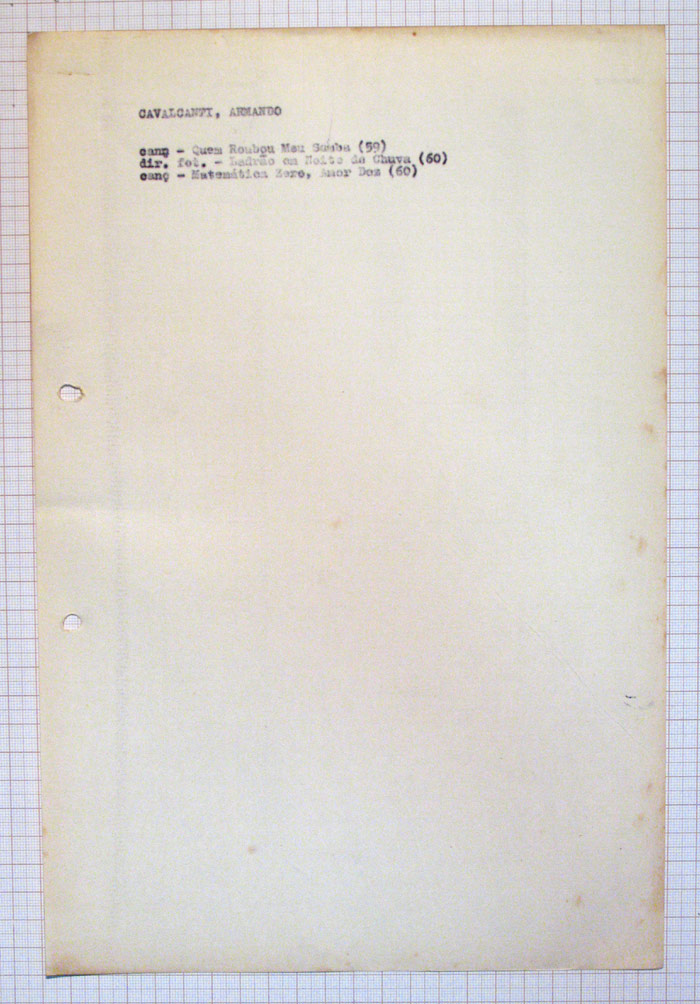 CAVALCANTI, ARMANDO
canç - Quem Roubou Meu Samba (59)
dir. fot. - Ladrão em Noite de Chuva (60)
canç - Matemática Zero, Amor Dez (60)